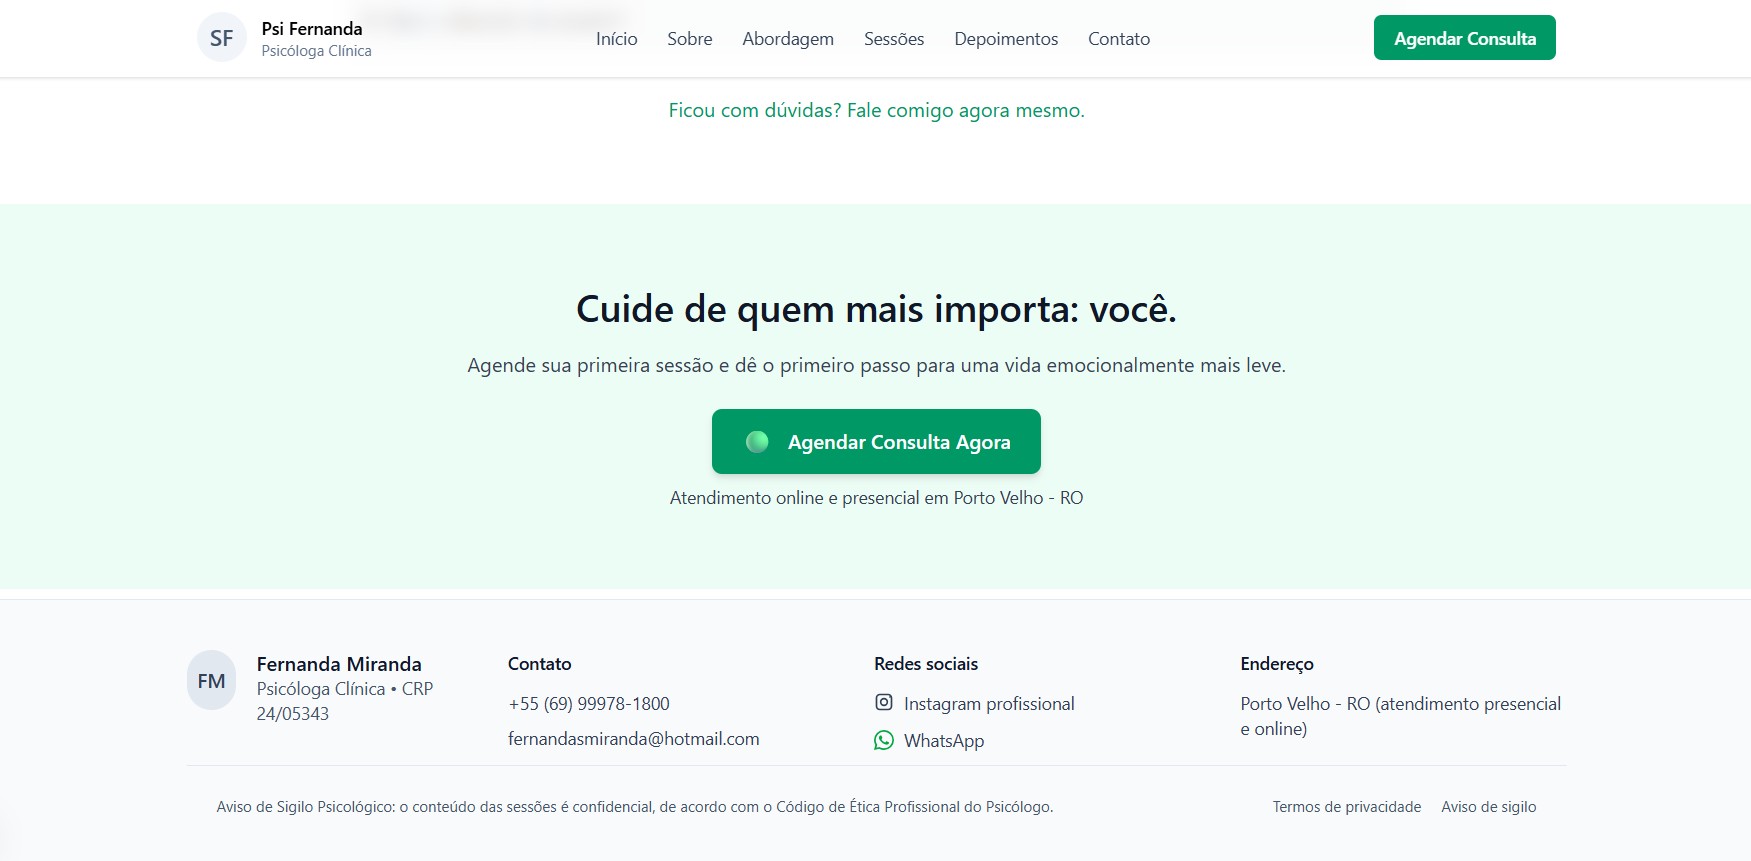 SF
Psi Fernanda
Psicóloga Clínica
Início
Sobre
Abordagem
Sessões
Depoimentos
Contato
Agendar Consulta
Ficou com dúvidas? Fale comigo agora mesmo.
Cuide de quem mais importa: você.
Agende sua primeira sessão e dê o primeiro passo para uma vida emocionalmente mais leve.
Agendar Consulta Agora
Atendimento online e presencial em Porto Velho - RO
FM
Fernanda Miranda
Psicóloga Clínica • CRP
24/05343
Contato
+55 (69) 99978-1800
fernandasmiranda@hotmail.com
Redes sociais
Instagram profissional
WhatsApp
Endereço
Porto Velho - RO (atendimento presencial
e online)
Aviso de Sigilo Psicológico: o conteúdo das sessões é confidencial, de acordo com o Código de Ética Profissional do Psicólogo.
Termos de privacidade
Aviso de sigilo